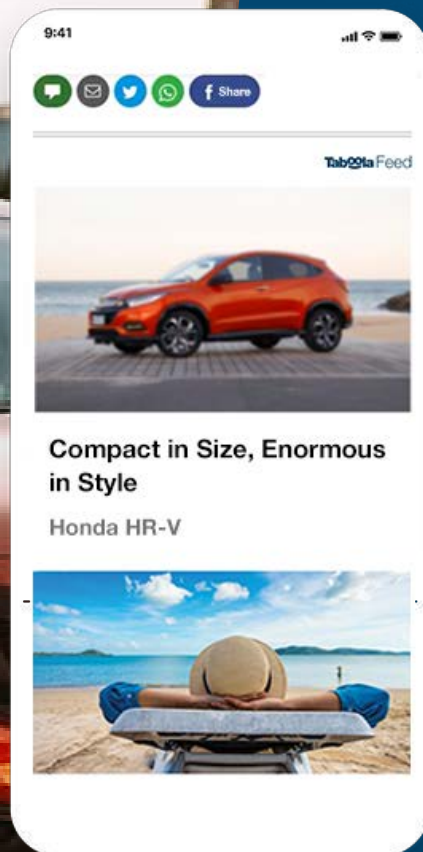 9:41
Share
Taboola Feed
Compact in Size, Enormous
in Style
Honda HR-V